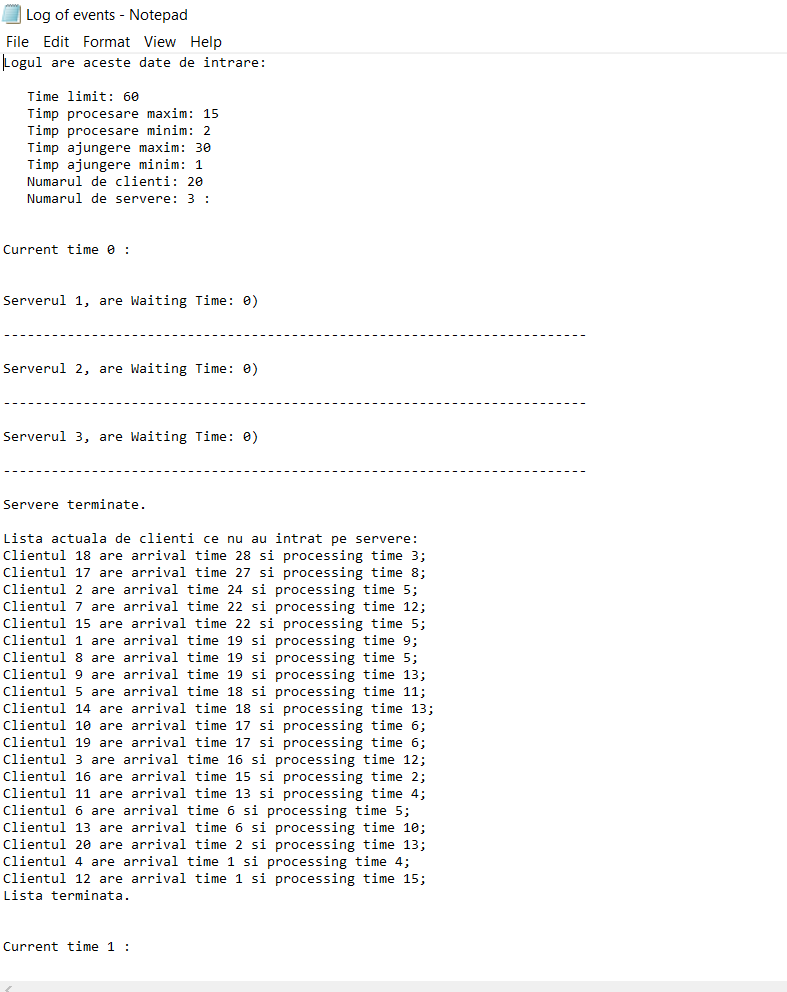 Log of events - Notepad
File Edit Format View Help
Logul are aceste date de intrare:
Time limit: 60
Timp procesare maxim: 15
Timp procesare minim: 2
Timp ajungere maxim: 30
Timp ajungere minim: 1
Numarul de clienti: 20
Numarul de servere: 3 :
Current time 0 :
Serverul 1, are Waiting Time: 0)
-------------------------------------------------------------------------
Serverul 2, are Waiting Time: 0)
-------------------------------------------------------------------------
Serverul 3, are Waiting Time: 0)
-------------------------------------------------------------------------
Servere terminate.
Lista actuala de clienti ce nu au intrat pe servere:
Clientul 18 are arrival time 28 si processing time 3;
Clientul 17 are arrival time 27 si processing time 8;
Clientul 2 are arrival time 24 si processing time 5;
Clientul 7 are arrival time 22 si processing time 12;
Clientul 15 are arrival time 22 si processing time 5;
Clientul 1 are arrival time 19 si processing time 9;
Clientul 8 are arrival time 19 si processing time 5;
Clientul 9 are arrival time 19 si processing time 13;
Clientul 5 are arrival time 18 si processing time 11;
Clientul 14 are arrival time 18 si processing time 13;
Clientul 10 are arrival time 17 si processing time 6;
Clientul 19 are arrival time 17 si processing time 6;
Clientul 3 are arrival time 16 si processing time 12;
Clientul 16 are arrival time 15 si processing time 2;
Clientul 11 are arrival time 13 si processing time 4;
Clientul 6 are arrival time 6 si processing time 5;
Clientul 13 are arrival time 6 si processing time 10;
Clientul 20 are arrival time 2 si processing time 13;
Clientul 4 are arrival time 1 si processing time 4;
Clientul 12 are arrival time 1 si processing time 15;
Lista terminata.
Current time 1 :